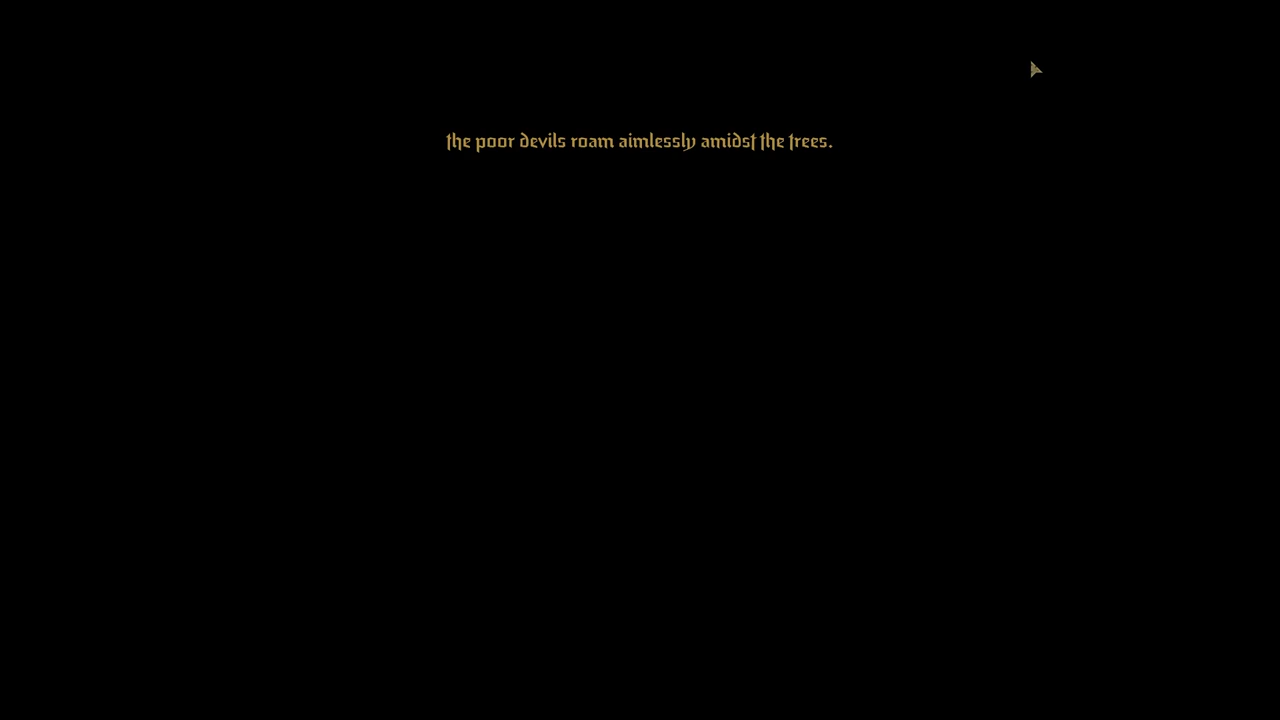 the poor devils roam aimlessly amidst the trees.